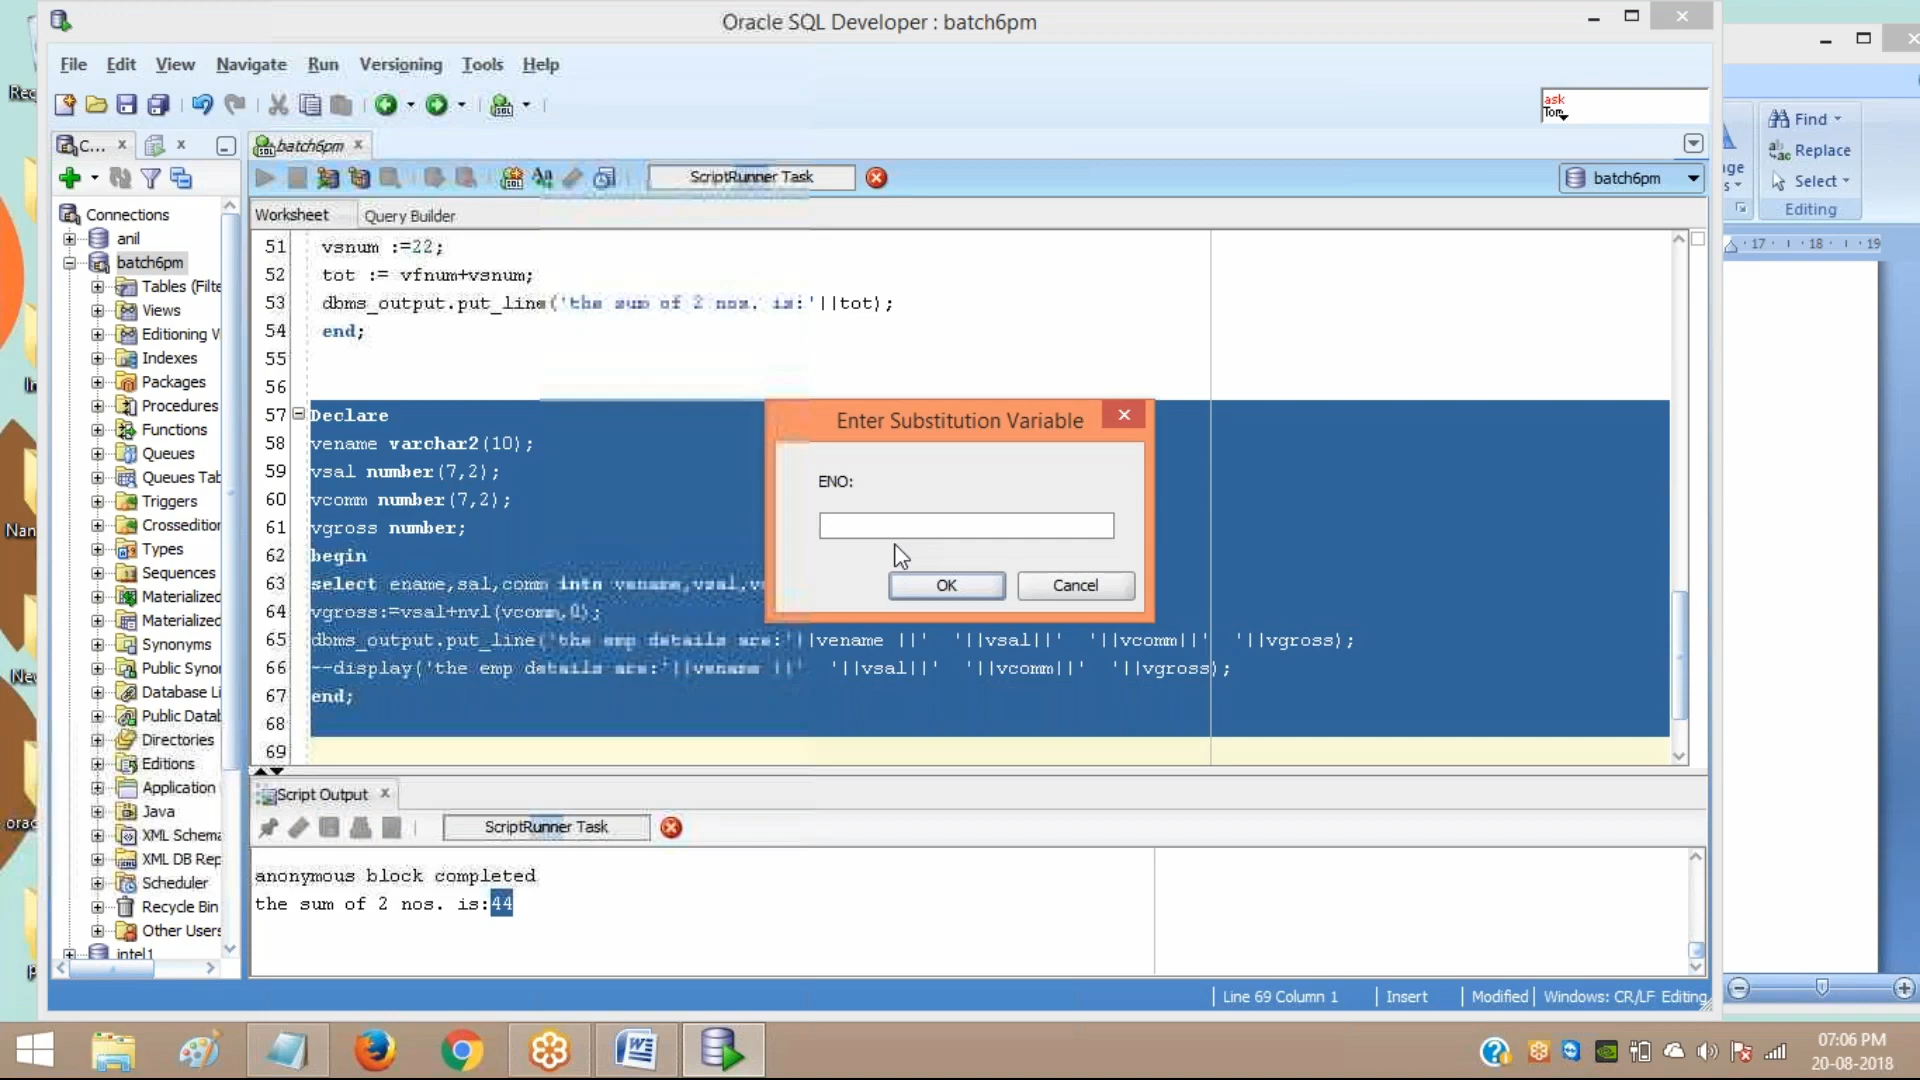 Oracle SQL Developer : batch6pm
File Edit View Navigate Run Versioning Tools Help
ask
Tom
C...
batch6pm
ScriptRunner Task
batch6pm
Connections
anil
batch6pm
Tables (Filte
Views
Editioning V
Indexes
Packages
Procedures
Functions
Queues
Queues Tab
Triggers
Crossedition
Types
Sequences
Materialized
Materialized
Synonyms
Public Syno
Database Li
Public Datab
Directories
Editions
Application
Java
XML Schema
XML DB Rep
Scheduler
Recycle Bin
Other Users
intel1
Worksheet Query Builder
51 vsnum :=22;
52 tot := vfnum+vsnum;
53 dbms_output.put_line('the sum of 2 nos. is:'||tot);
54 end;
55
56
57 Declare
58 vename varchar2(10);
59 vsal number(7,2);
60 vcomm number(7,2);
61 vgross number;
62 begin
63 select ename,sal,comm into vename,vsal,v
64 vgross:=vsal+nvl(vcomm,0);
65 dbms_output.put_line('the emp details are:'||vename ||' '||vsal||' '||vcomm||' '||vgross);
66 --display('the emp details are:'||vename ||' '||vsal||' '||vcomm||' '||vgross);
67 end;
68
69
Enter Substitution Variable
ENO:
OK Cancel
Script Output
ScriptRunner Task
anonymous block completed
the sum of 2 nos. is:44
Line 69 Column 1 Insert Modified Windows: CR/LF Editing
Find
Replace
Select
Editing
17 18 19
07:06 PM
20-08-2018